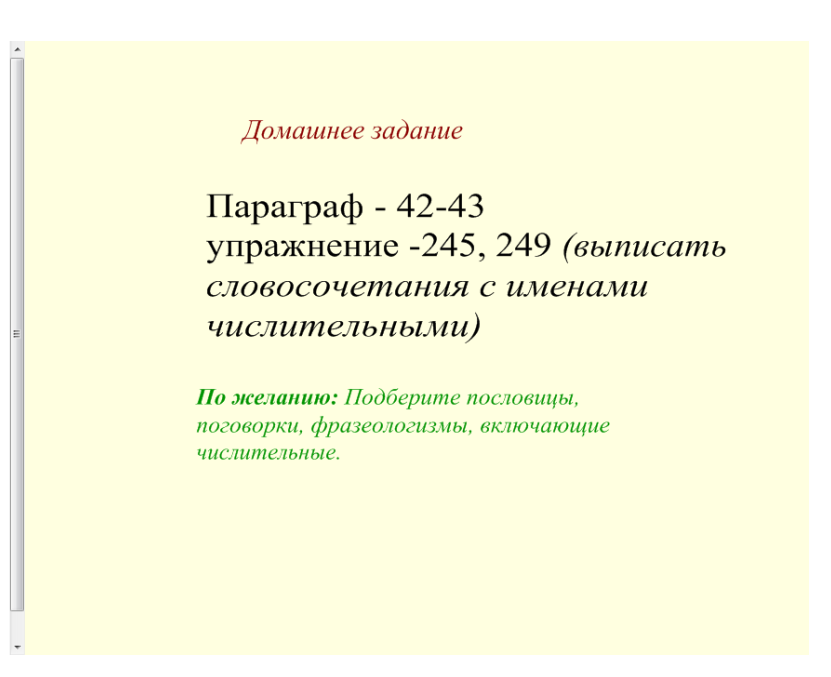 Домашнее задание
Параграф - 42-43
упражнение -245, 249 (выписать
словосочетания с именами
числительными)
По желанию: Подберите пословицы,
поговорки, фразеологизмы, включающие
числительные.